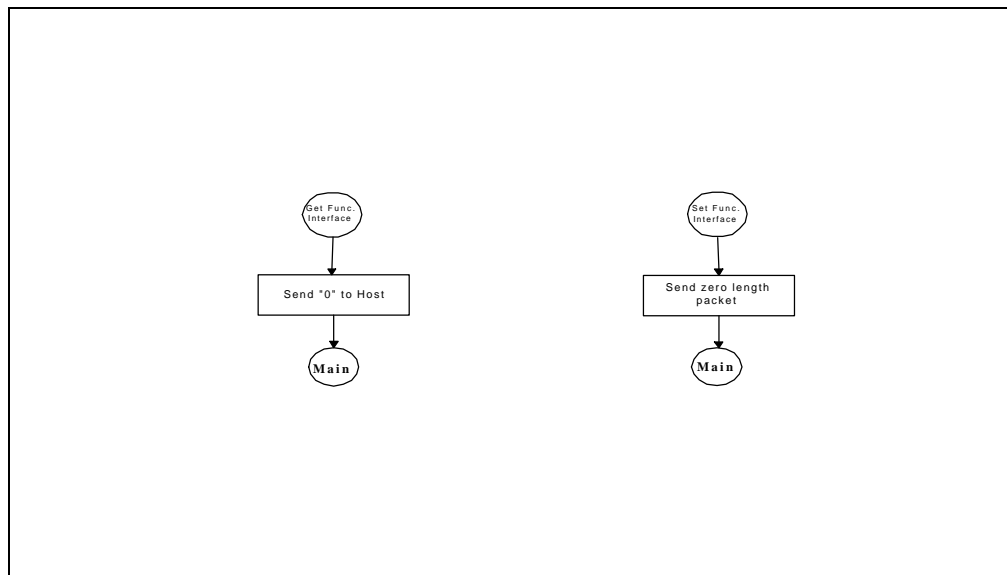 Get Func.
Interface
Send "0" to Host
Main
Set Func.
Interface
Send zero length
packet
Main